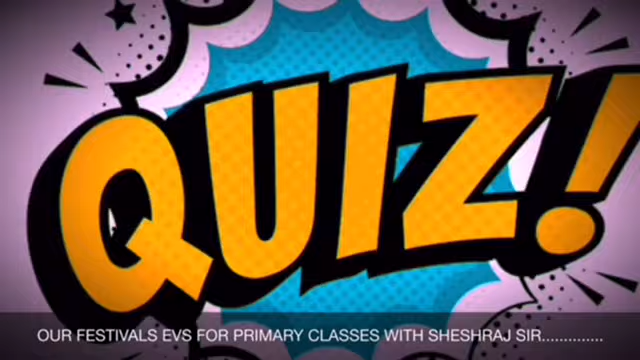 QUIZ!
OUR FESTIVALS EVS FOR PRIMARY CLASSES WITH SHESHRAJ SIR..............